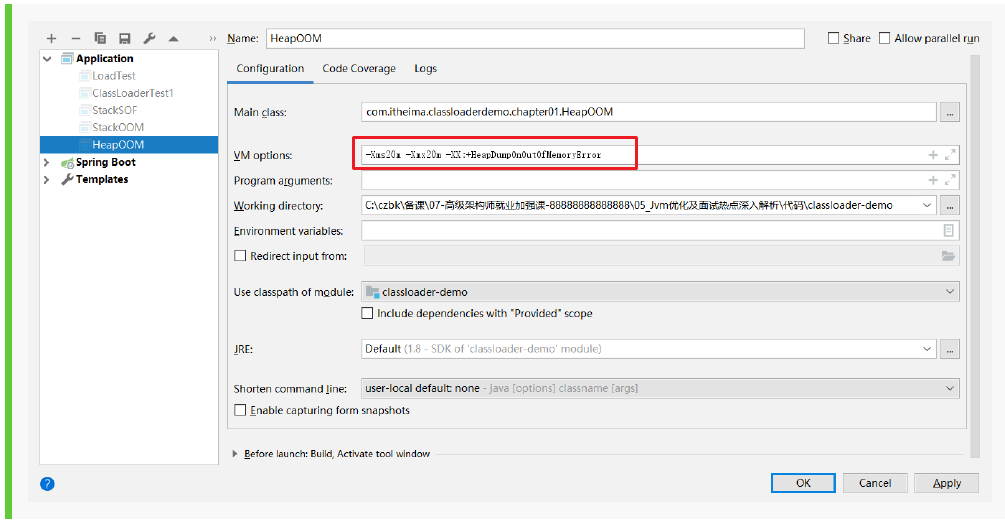 Name: HeapOOM Share Allow parallel run
Application
LoadTest
ClassLoaderTest1
StackSOF
StackOOM
HeapOOM
Spring Boot
Templates
Configuration Code Coverage Logs
Main class: com.itheima.classloaderdemo.chapter01.HeapOOM ...
VM options: -Xms20m -Xmx20m -XX:+HeapDumpOnOutOfMemoryError
Program arguments:
Working directory: C:\czbk\备课\07-高级架构师就业加强课-88888888888888\05_Jvm优化及面试热点深入解析\代码\classloader-demo ...
Environment variables:
Redirect input from:
Use classpath of module: classloader-demo
Include dependencies with "Provided" scope
JRE: Default (1.8 - SDK of 'classloader-demo' module) ...
Shorten command line: user-local default: none - java [options] classname [args]
Enable capturing form snapshots
Before launch: Build, Activate tool window
? OK Cancel Apply